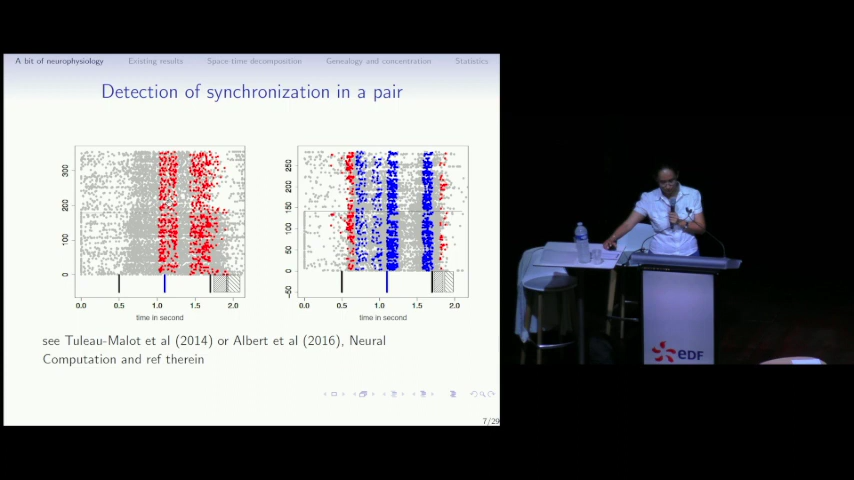 A bit of neurophysiology Existing results Space time decomposition Genealogy and concentration Statistics
Detection of synchronization in a pair
300
200
100
0
0.0 0.5 1.0 1.5 2.0
time in second
250
200
150
100
50
0
-50
0.0 0.5 1.0 1.5 2.0
time in second
see Tuleau-Malot et al (2014) or Albert et al (2016), Neural
Computation and ref therein
7/29
eDF